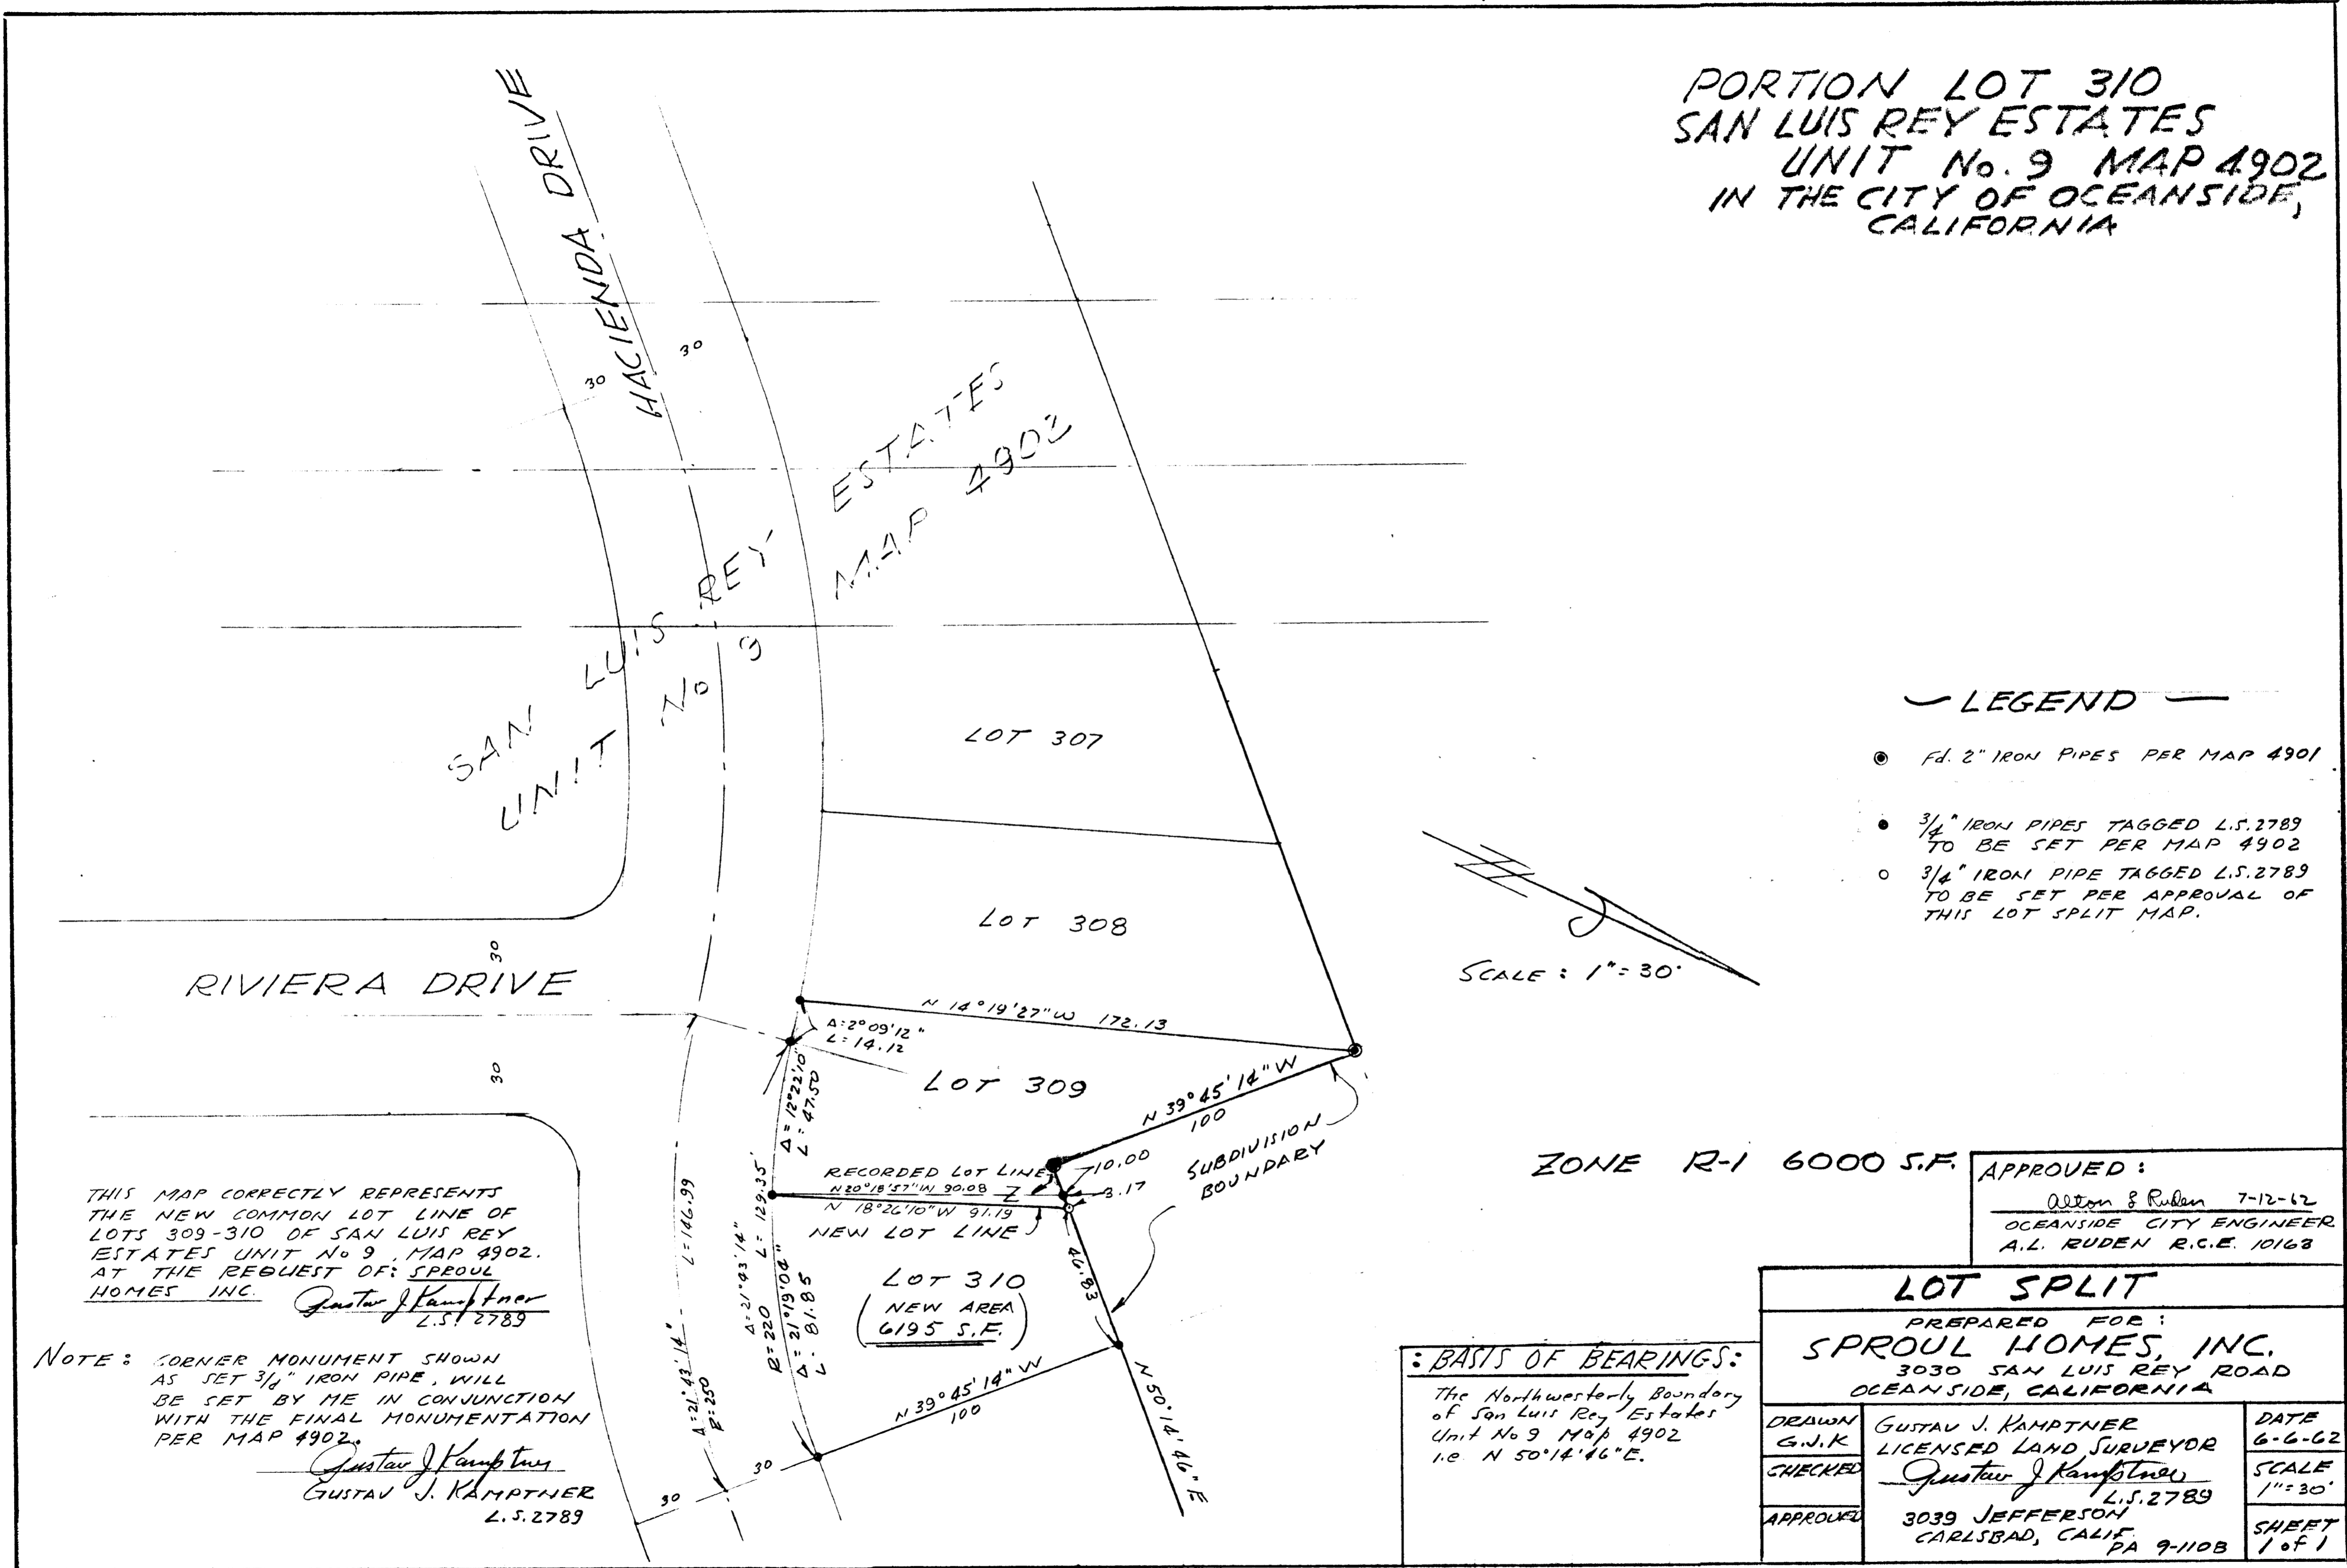 PORTION LOT 310
SAN LUIS REY ESTATES
UNIT No. 9 MAP 4902
IN THE CITY OF OCEANSIDE,
CALIFORNIA
HACIENDA DRIVE
30
30
SAN LUIS REY ESTATES
UNIT No 9 MAP 4902
LOT 307
— LEGEND —
Fd. 2" IRON PIPES PER MAP 4901
3/4" IRON PIPES TAGGED L.S. 2789
TO BE SET PER MAP 4902
3/4" IRON PIPE TAGGED L.S. 2789
TO BE SET PER APPROVAL OF
THIS LOT SPLIT MAP.
LOT 308
SCALE: 1"=30'
RIVIERA DRIVE
30
30
N 14°19'27"W 172.13
Δ=2°09'12"
L=14.12
LOT 309
Δ=12°22'10"
L=47.50
N 39°45'14"W
100
SUBDIVISION
BOUNDARY
RECORDED LOT LINE
10.00
N20°18'57"W 90.08
3.17
N 18°26'10"W 91.19
NEW LOT LINE
46.83
LOT 310
(NEW AREA
6195 S.F.)
L=146.99
Δ=21°43'14"
R=250
Δ=21°43'14" L=129.35'
R=220
Δ=21°19'04"
L=81.85
N 39°45'14"W
100
N 50°14'46"E
30
30
ZONE R-1 6000 S.F.
THIS MAP CORRECTLY REPRESENTS
THE NEW COMMON LOT LINE OF
LOTS 309-310 OF SAN LUIS REY
ESTATES UNIT No 9, MAP 4902.
AT THE REQUEST OF: SPROUL
HOMES INC.
Gustav J Kamptner
L.S. 2789
NOTE: CORNER MONUMENT SHOWN
AS SET 3/4" IRON PIPE, WILL
BE SET BY ME IN CONJUNCTION
WITH THE FINAL MONUMENTATION
PER MAP 4902.
Gustav J Kamptner
GUSTAV J. KAMPTNER
L.S. 2789
APPROVED:
Alton L Ruden 7-12-62
OCEANSIDE CITY ENGINEER
A.L. RUDEN R.C.E. 10163
: BASIS OF BEARINGS:
The Northwesterly Boundary
of San Luis Rey Estates
Unit No 9 Map 4902
i.e. N 50°14'46"E.
LOT SPLIT
PREPARED FOR:
SPROUL HOMES, INC.
3030 SAN LUIS REY ROAD
OCEANSIDE, CALIFORNIA
DRAWN
G.J.K
CHECKED
APPROVED
GUSTAV J. KAMPTNER
LICENSED LAND SURVEYOR
Gustav J Kamptner
L.S. 2789
3039 JEFFERSON
CARLSBAD, CALIF.
PA 9-1108
DATE
6-6-62
SCALE
1"=30'
SHEET
1 of 1